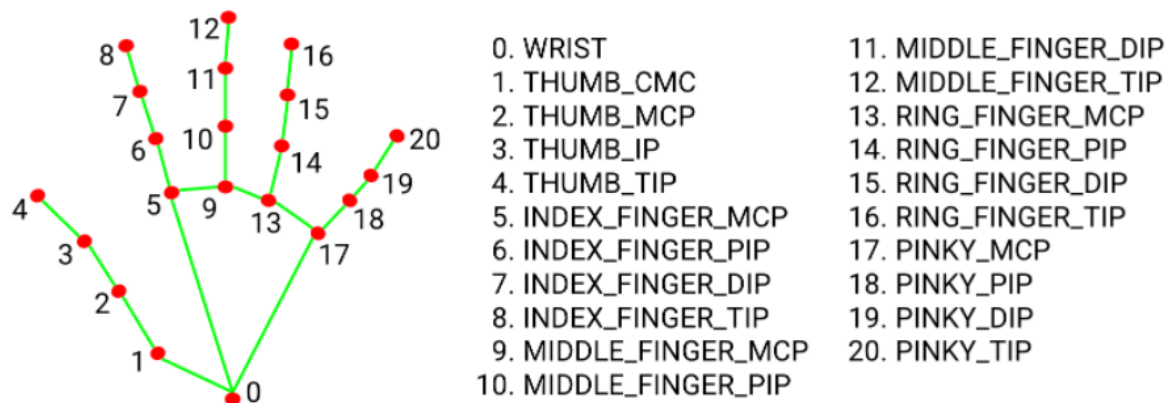 12
8
16
11
7
15
20
10
6
14
19
4
5
9
18
13
3
17
2
1
0
0. WRIST
1. THUMB_CMC
2. THUMB_MCP
3. THUMB_IP
4. THUMB_TIP
5. INDEX_FINGER_MCP
6. INDEX_FINGER_PIP
7. INDEX_FINGER_DIP
8. INDEX_FINGER_TIP
9. MIDDLE_FINGER_MCP
10. MIDDLE_FINGER_PIP
11. MIDDLE_FINGER_DIP
12. MIDDLE_FINGER_TIP
13. RING_FINGER_MCP
14. RING_FINGER_PIP
15. RING_FINGER_DIP
16. RING_FINGER_TIP
17. PINKY_MCP
18. PINKY_PIP
19. PINKY_DIP
20. PINKY_TIP